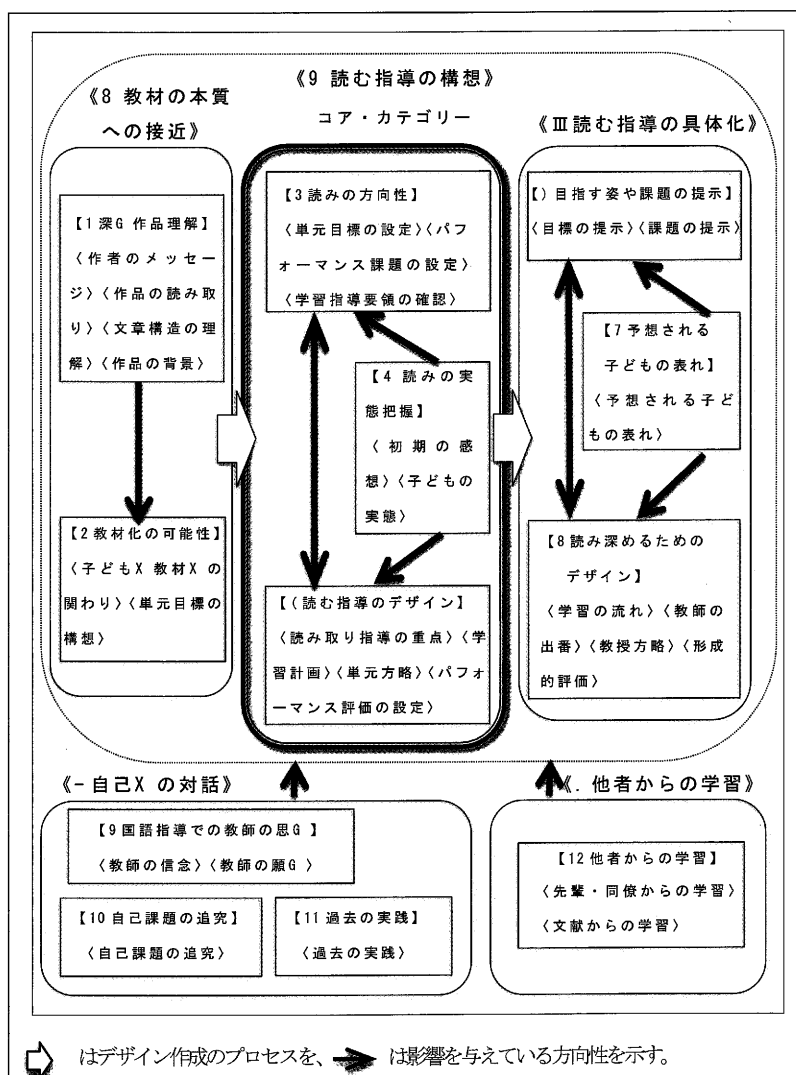 《8 教材の本質
への接近》
【1深G 作品理解】
〈作者のメッセー
ジ〉〈作品の読み取
り〉〈文章構造の理
解〉〈作品の背景〉
【2教材化の可能性】
〈子どもX 教材X の
関わり〉〈単元目標の
構想〉
《9 読む指導の構想》
コア・カテゴリー
【3読みの方向性】
〈単元目標の設定〉〈パフ
ォーマンス課題の設定〉
〈学習指導要領の確認〉
【4 読みの実
態把握】
〈初期の感
想〉〈子どもの
実態〉
【( 読む指導のデザイン】
〈読み取り指導の重点〉〈学
習計画〉〈単元方略〉〈パフォ
ーマンス評価の設定〉
《Ⅲ読む指導の具体化》
【) 目指す姿や課題の提示】
〈目標の提示〉〈課題の提示〉
【7予想される
子どもの表れ】
〈予想される子ど
もの表れ〉
【8読み深めるための
デザイン】
〈学習の流れ〉〈教師の
出番〉〈教授方略〉〈形成
的評価〉
《-自己X の対話》
【9国語指導での教師の思G 】
〈教師の信念〉〈教師の願G 〉
【10自己課題の追究】
〈自己課題の追究〉
【11過去の実践】
〈過去の実践〉
《. 他者からの学習》
【12他者からの学習】
〈先輩・同僚からの学習〉
〈文献からの学習〉
はデザイン作成のプロセスを、 は影響を与えている方向性を示す。